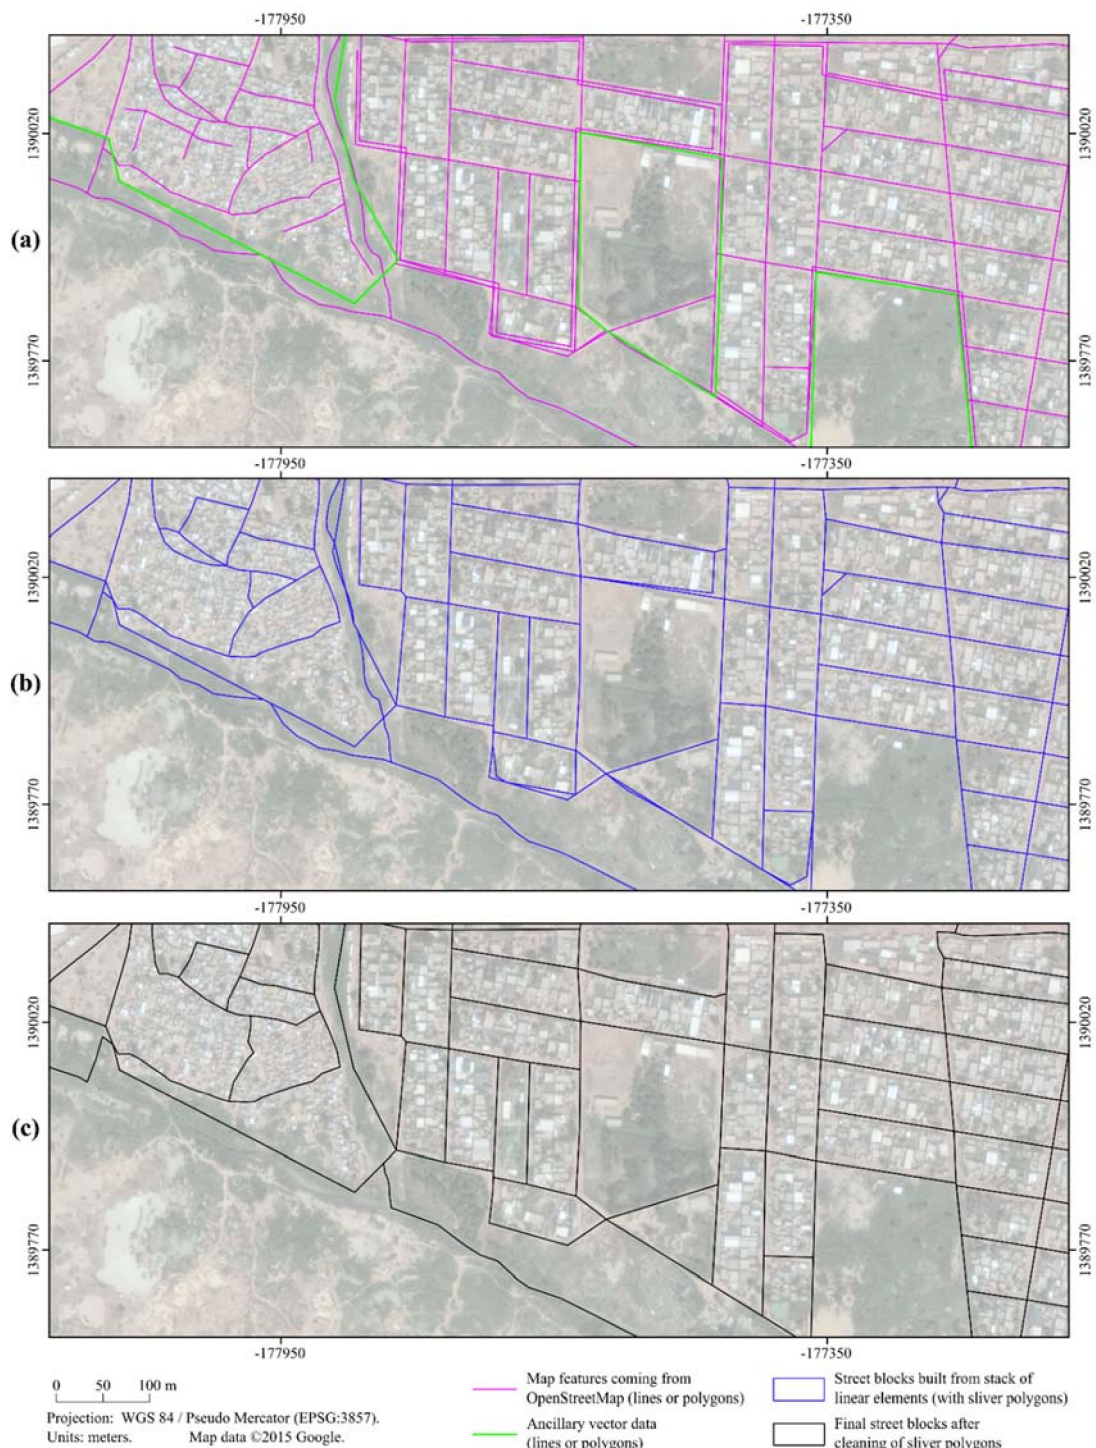 -177950 -177350
1390020 1390020
(a)
1389770 1389770
-177950 -177350
1390020 1390020
(b)
1389770 1389770
-177950 -177350
1390020 1390020
(c)
1389770 1389770
-177950 -177350
0 50 100 m
Projection: WGS 84 / Pseudo Mercator (EPSG:3857).
Units: meters. Map data ©2015 Google.
Map features coming from
OpenStreetMap (lines or polygons)
Ancillary vector data
(lines or polygons)
Street blocks built from stack of
linear elements (with sliver polygons)
Final street blocks after
cleaning of sliver polygons